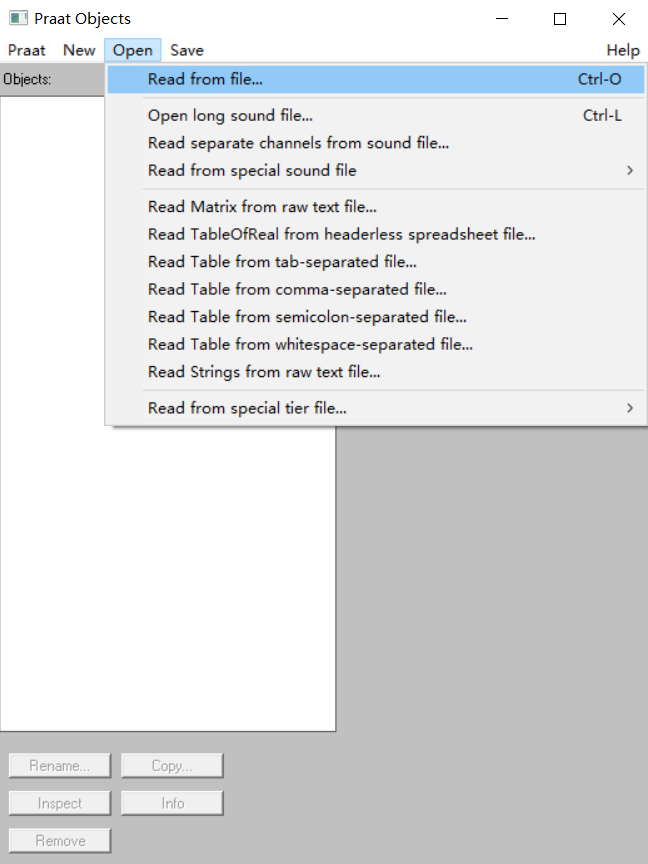 Praat Objects
Praat New Open Save Help
Objects:
Read from file... Ctrl-O
Open long sound file... Ctrl-L
Read separate channels from sound file...
Read from special sound file
Read Matrix from raw text file...
Read TableOfReal from headerless spreadsheet file...
Read Table from tab-separated file...
Read Table from comma-separated file...
Read Table from semicolon-separated file...
Read Table from whitespace-separated file...
Read Strings from raw text file...
Read from special tier file...
Rename... Copy...
Inspect Info
Remove